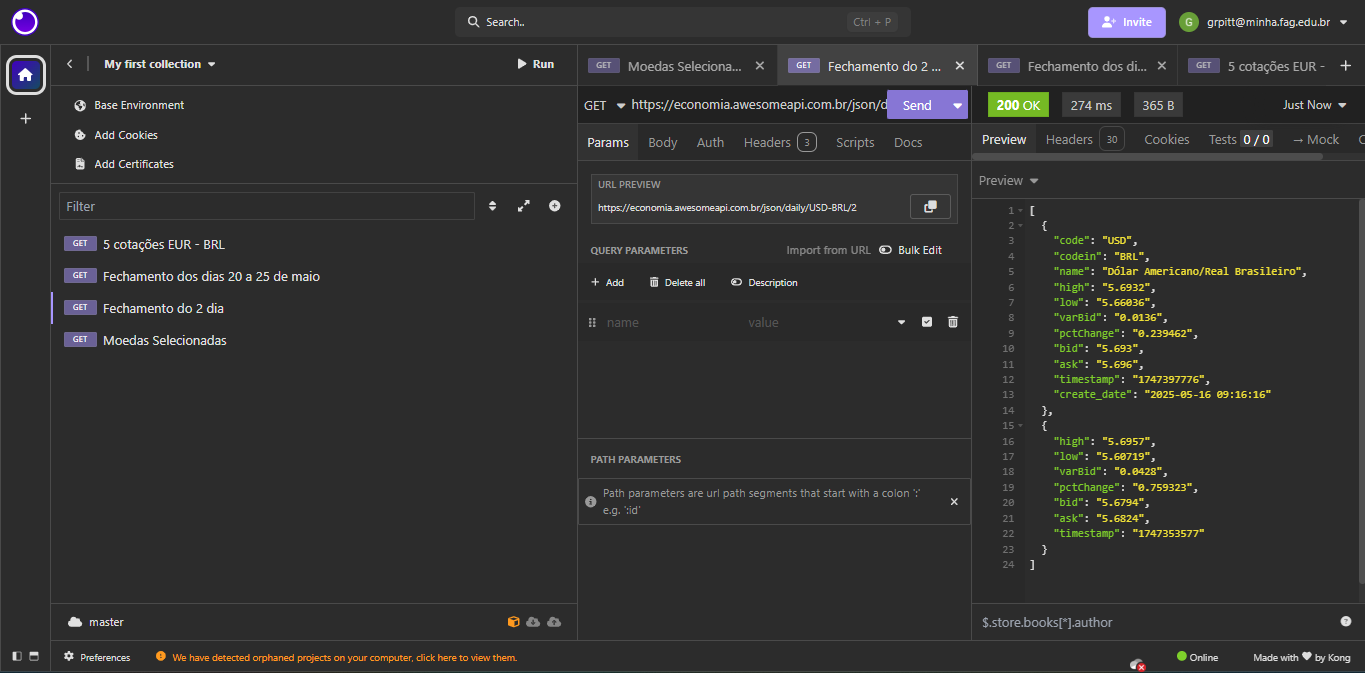 Search..
Ctrl + P
Invite
G
grpitt@minha.fag.edu.br
My first collection
Run
Base Environment
Add Cookies
Add Certificates
Filter
GET 5 cotações EUR - BRL
GET Fechamento dos dias 20 a 25 de maio
GET Fechamento do 2 dia
GET Moedas Selecionadas
master
GET Moedas Seleciona...
GET Fechamento do 2 ...
GET Fechamento dos di...
GET 5 cotações EUR -
GET https://economia.awesomeapi.com.br/json/d
Send
Params Body Auth Headers 3 Scripts Docs
URL PREVIEW
https://economia.awesomeapi.com.br/json/daily/USD-BRL/2
QUERY PARAMETERS
Import from URL
Bulk Edit
Add
Delete all
Description
name value
PATH PARAMETERS
Path parameters are url path segments that start with a colon ':'
e.g. ':id'
200 OK
274 ms
365 B
Just Now
Preview Headers 30 Cookies Tests 0 / 0 → Mock C
Preview
1 [
2 {
3 "code": "USD",
4 "codein": "BRL",
5 "name": "Dólar Americano/Real Brasileiro",
6 "high": "5.6932",
7 "low": "5.66036",
8 "varBid": "0.0136",
9 "pctChange": "0.239462",
10 "bid": "5.693",
11 "ask": "5.696",
12 "timestamp": "1747397776",
13 "create_date": "2025-05-16 09:16:16"
14 },
15 {
16 "high": "5.6957",
17 "low": "5.60719",
18 "varBid": "0.0428",
19 "pctChange": "0.759323",
20 "bid": "5.6794",
21 "ask": "5.6824",
22 "timestamp": "1747353577"
23 }
24 ]
$.store.books[*].author
Preferences
We have detected orphaned projects on your computer, click here to view them.
Online
Made with ♥ by Kong